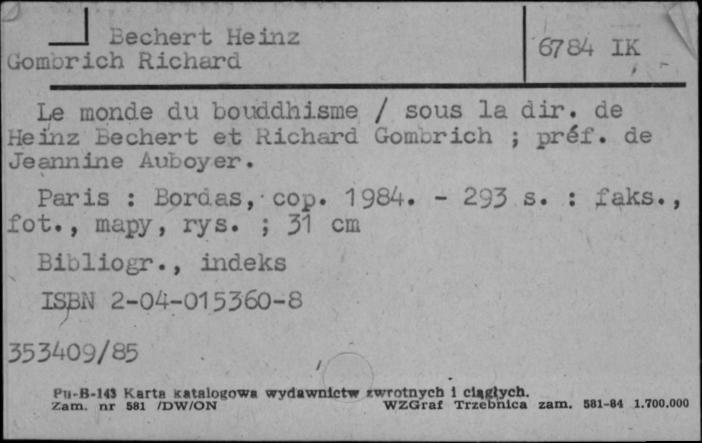 Bechert Heinz
Gombrich Richard
6784 IK
Le monde du bouddhisme / sous la dir. de
Heinz Bechert et Richard Gombrich ; préf. de
Jeannine Auboyer.
Paris : Bordas, cop. 1984. - 293 s. : faks.,
fot., mapy, rys. ; 31 cm
Bibliogr., indeks
ISBN 2-04-015360-8
353409/85
Pu-B-143 Karta katalogowa wydawnictw zwrotnych i ciągłych.
Zam. nr 581 /DW/ON WZGraf Trzebnica zam. 581-84 1.700.000